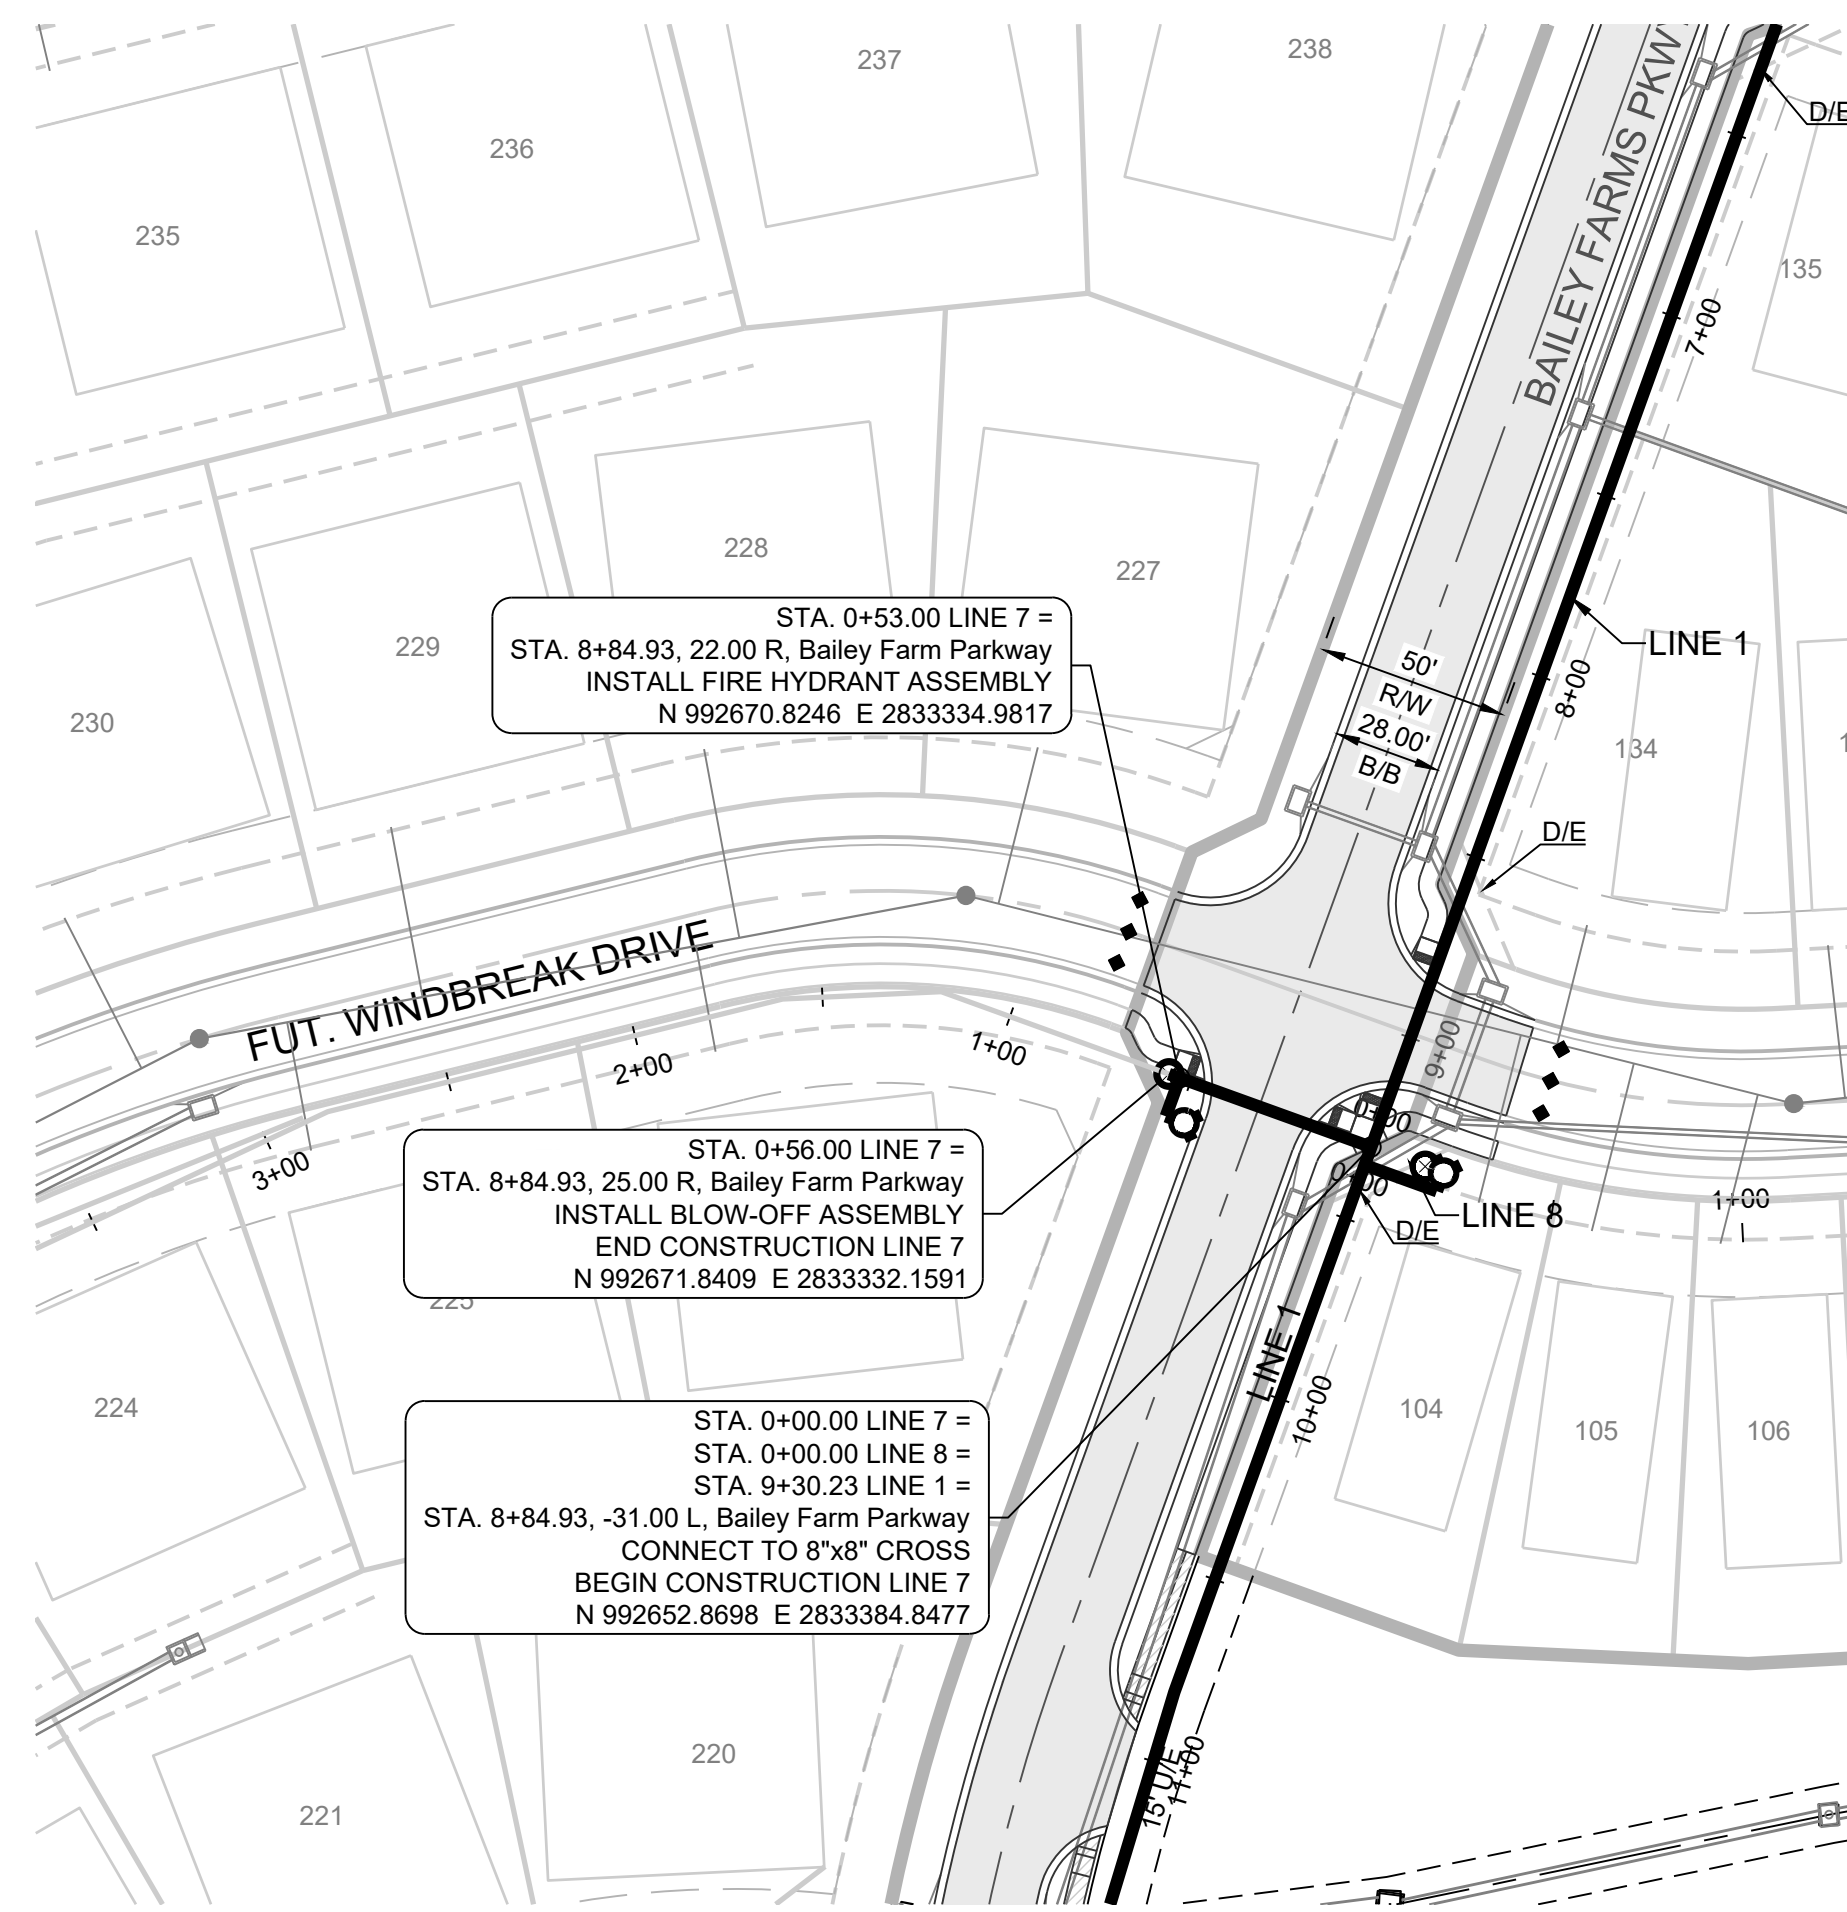 237
238
236
235
BAILEY FARMS PKWY
D/E
135
7+00
228
227
229
230
STA. 0+53.00 LINE 7 =
STA. 8+84.93, 22.00 R, Bailey Farm Parkway
INSTALL FIRE HYDRANT ASSEMBLY
N 992670.8246 E 2833334.9817
50'
R/W
28.00'
B/B
LINE 1
8+00
134
D/E
FUT. WINDBREAK DRIVE
1+00
2+00
3+00
9+00
0+00
0+00
1+00
LINE 8
D/E
STA. 0+56.00 LINE 7 =
STA. 8+84.93, 25.00 R, Bailey Farm Parkway
INSTALL BLOW-OFF ASSEMBLY
END CONSTRUCTION LINE 7
N 992671.8409 E 2833332.1591
225
224
LINE 1
10+00
104
105
106
STA. 0+00.00 LINE 7 =
STA. 0+00.00 LINE 8 =
STA. 9+30.23 LINE 1 =
STA. 8+84.93, -31.00 L, Bailey Farm Parkway
CONNECT TO 8"x8" CROSS
BEGIN CONSTRUCTION LINE 7
N 992652.8698 E 2833384.8477
220
221
15' U/E
11+00